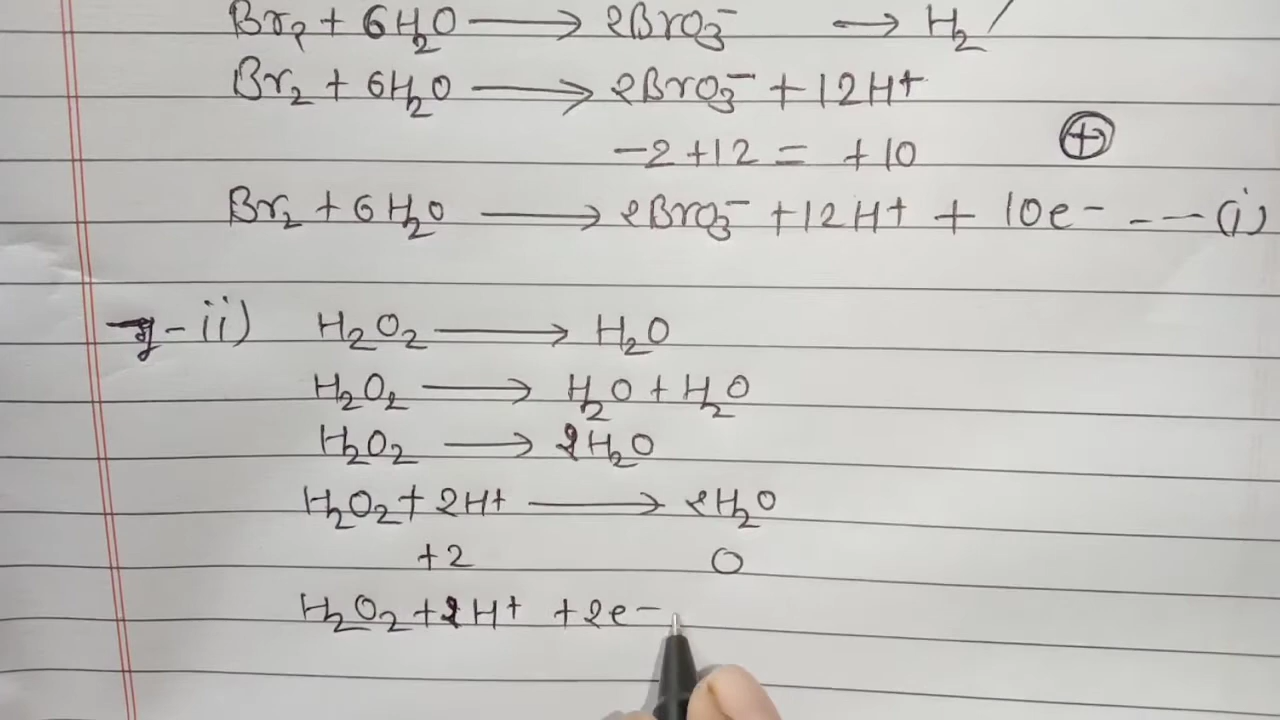 Br₂ + 6H₂O ⟶ 2BrO₃⁻ ⟷ H₂
Br₂ + 6H₂O ⟶ 2BrO₃⁻ + 12H⁺
-2 + 12 = +10 ⊕
Br₂ + 6H₂O ⟶ 2BrO₃⁻ + 12H⁺ + 10e⁻ --- (i)
- ii) H₂O₂ ⟶ H₂O
H₂O₂ ⟶ H₂O + H₂O
H₂O₂ ⟶ 2H₂O
H₂O₂ + 2H⁺ ⟶ 2H₂O
+2 0
H₂O₂ + 2H⁺ + 2e⁻